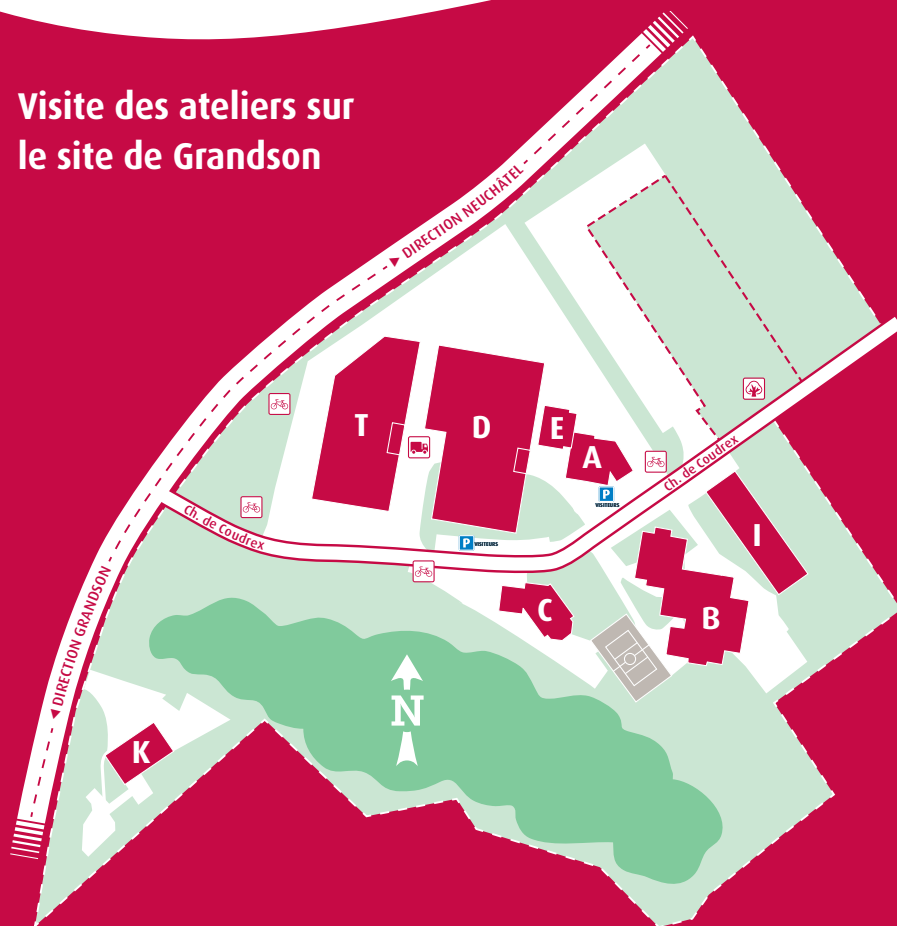 Visite des ateliers sur
le site de Grandson
DIRECTION NEUCHÂTEL
T
D
E
A
P
VISITEURS
Ch. de Coudrex
I
Ch. de Coudrex
P VISITEURS
C
B
DIRECTION GRANDSON
N
K